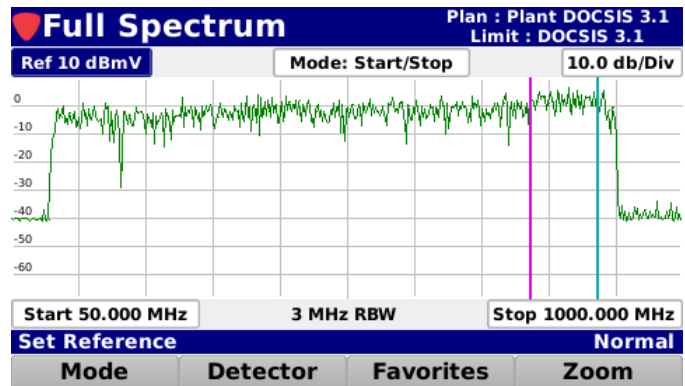 Full Spectrum
Plan : Plant DOCSIS 3.1
Limit : DOCSIS 3.1
Ref 10 dBmV
Mode: Start/Stop
10.0 db/Div
0
-10
-20
-30
-40
-50
-60
Start 50.000 MHz
3 MHz RBW
Stop 1000.000 MHz
Set Reference
Normal
Mode
Detector
Favorites
Zoom